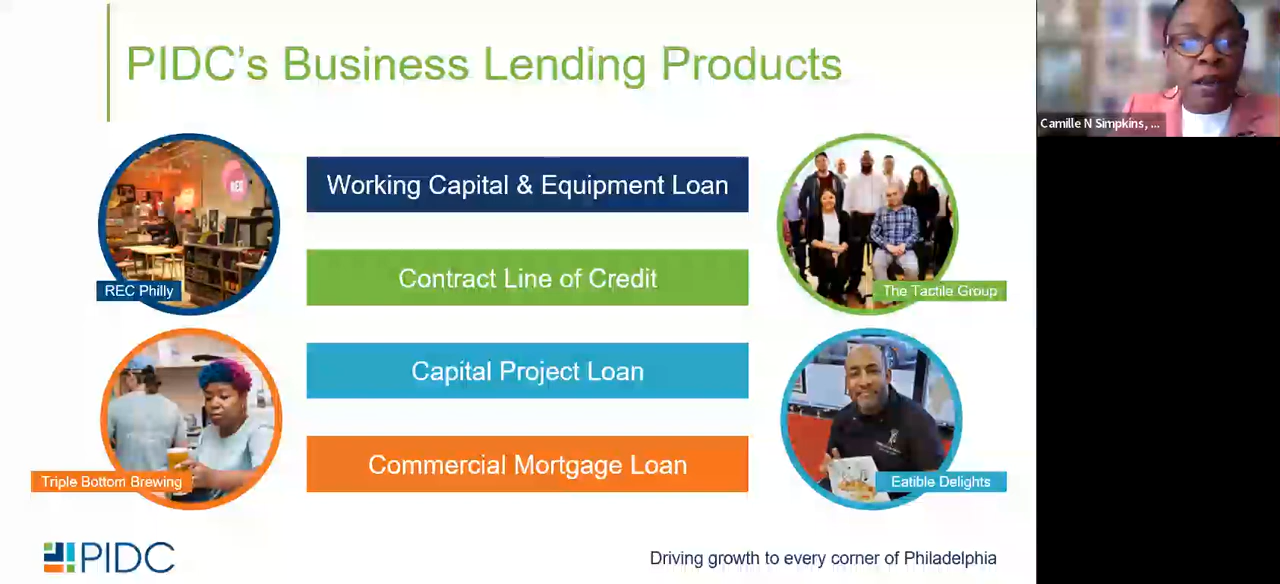 PIDC's Business Lending Products
Camille N Simpkins, ...
REC
REC Philly
Working Capital & Equipment Loan
Contract Line of Credit
The Tactile Group
Capital Project Loan
Commercial Mortgage Loan
Triple Bottom Brewing
Eatible Delights
PIDC
Driving growth to every corner of Philadelphia